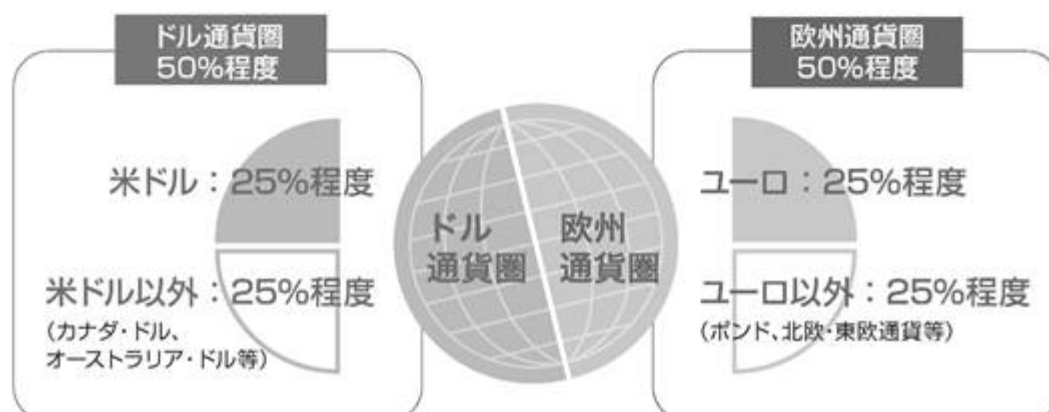 ドル通貨圏
50%程度
米ドル：25%程度
米ドル以外：25%程度
(カナダ・ドル、
オーストラリア・ドル等)
ドル
通貨圏
欧州
通貨圏
欧州通貨圏
50%程度
ユーロ：25%程度
ユーロ以外：25%程度
(ポンド、北欧・東欧通貨等)